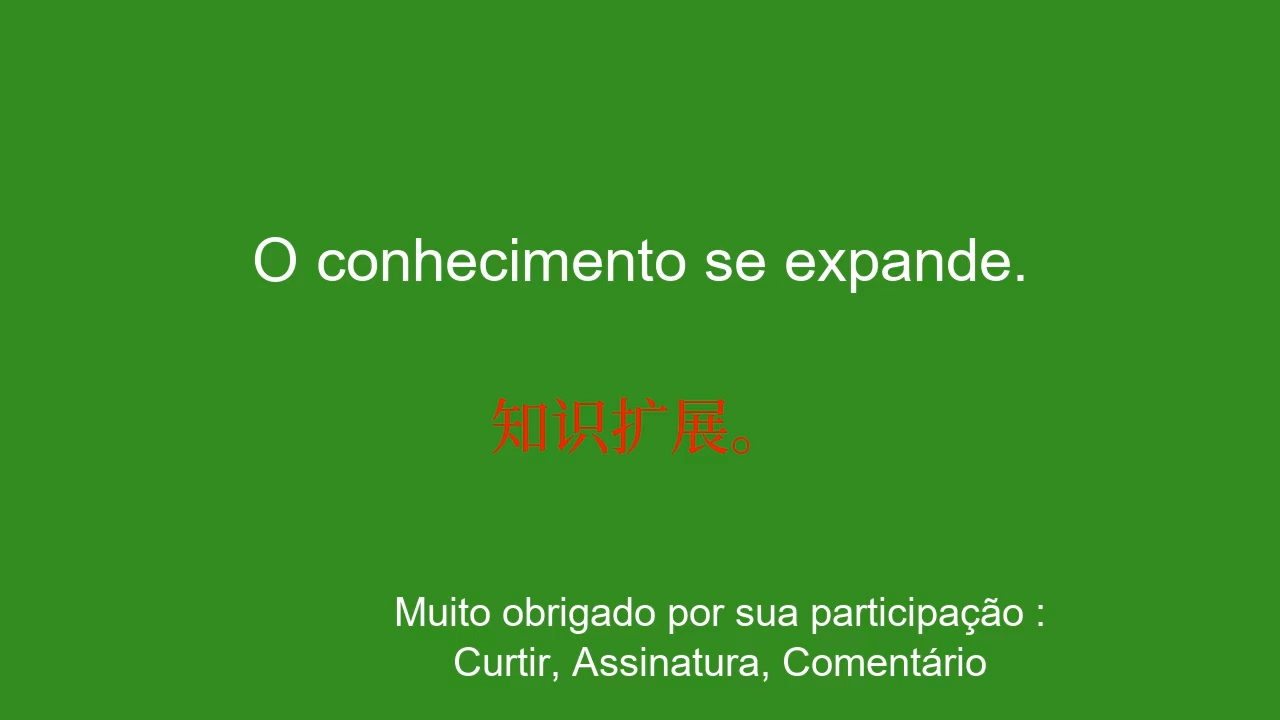 O conhecimento se expande.
知识扩展。
Muito obrigado por sua participação :
Curtir, Assinatura, Comentário